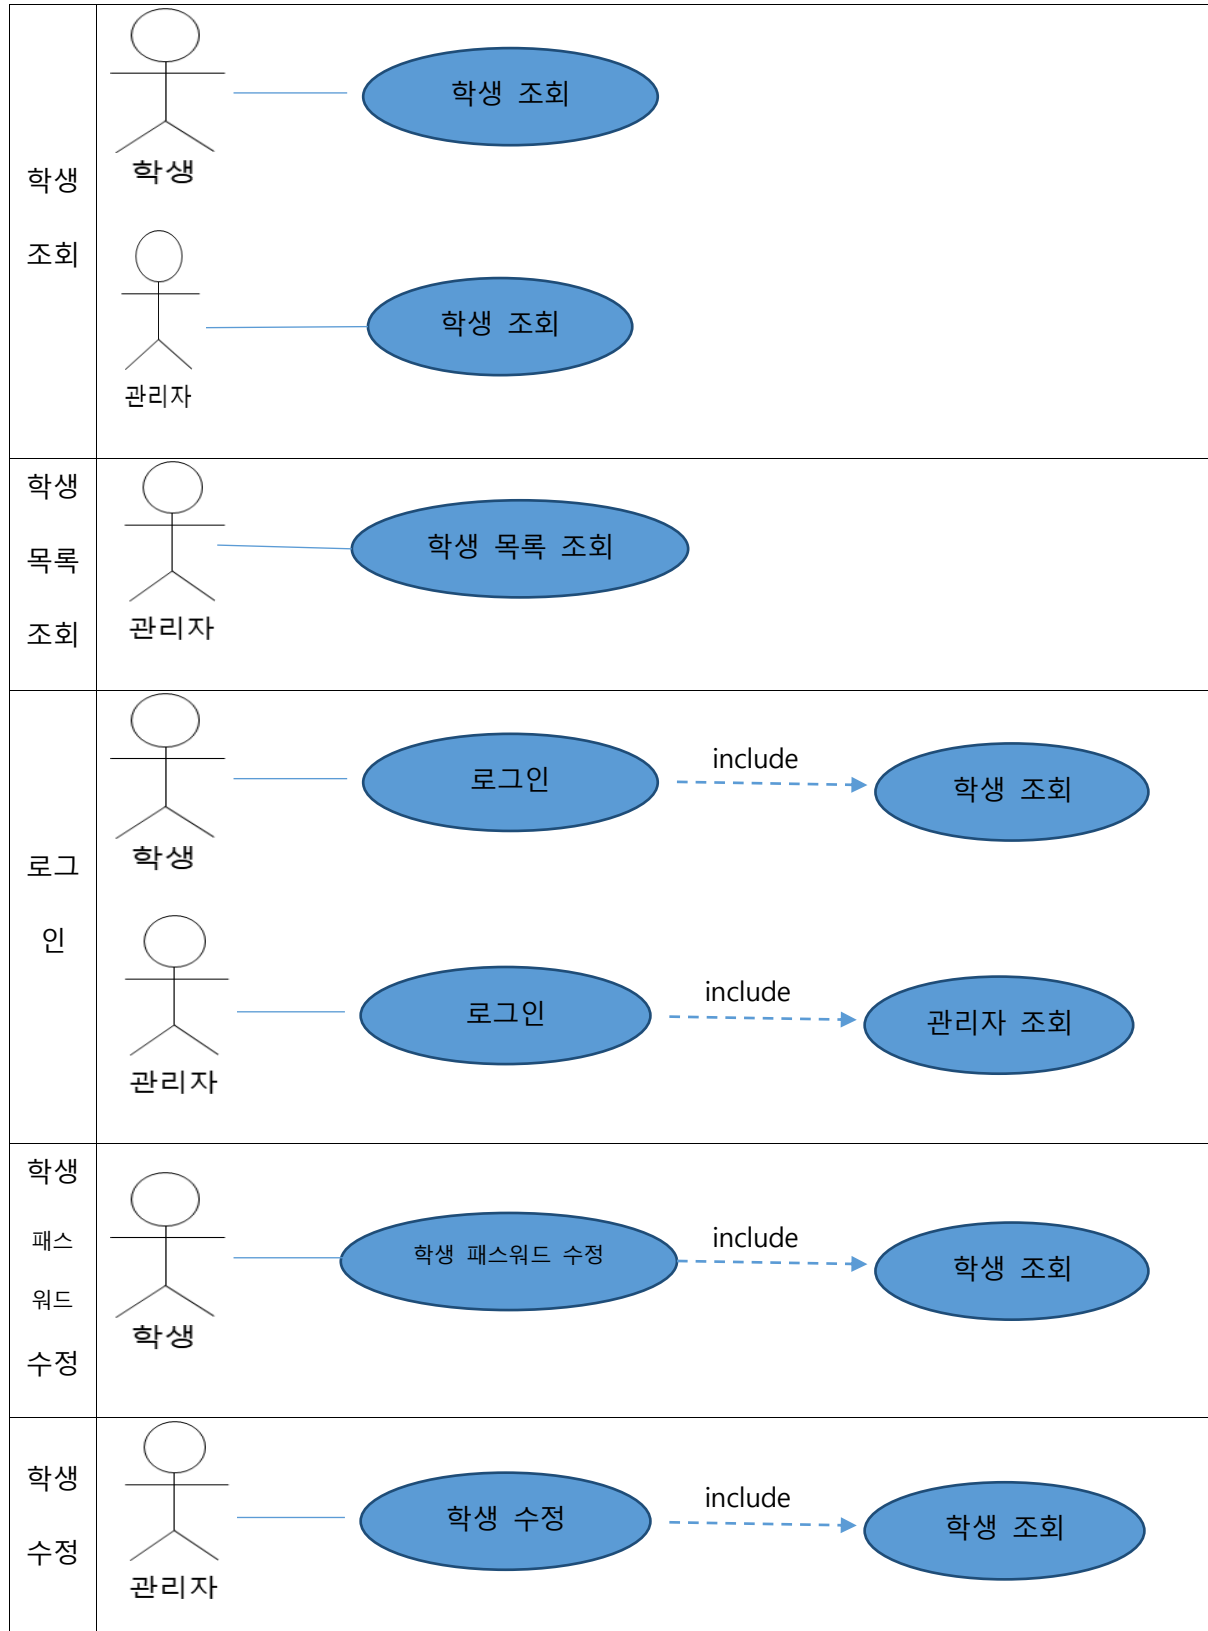 학생
조회
학생
학생 조회
관리자
학생 조회
학생
목록
조회
관리자
학생 목록 조회
로그
인
학생
로그인
include
학생 조회
관리자
로그인
include
관리자 조회
학생
패스
워드
수정
학생
학생 패스워드 수정
include
학생 조회
학생
수정
관리자
학생 수정
include
학생 조회